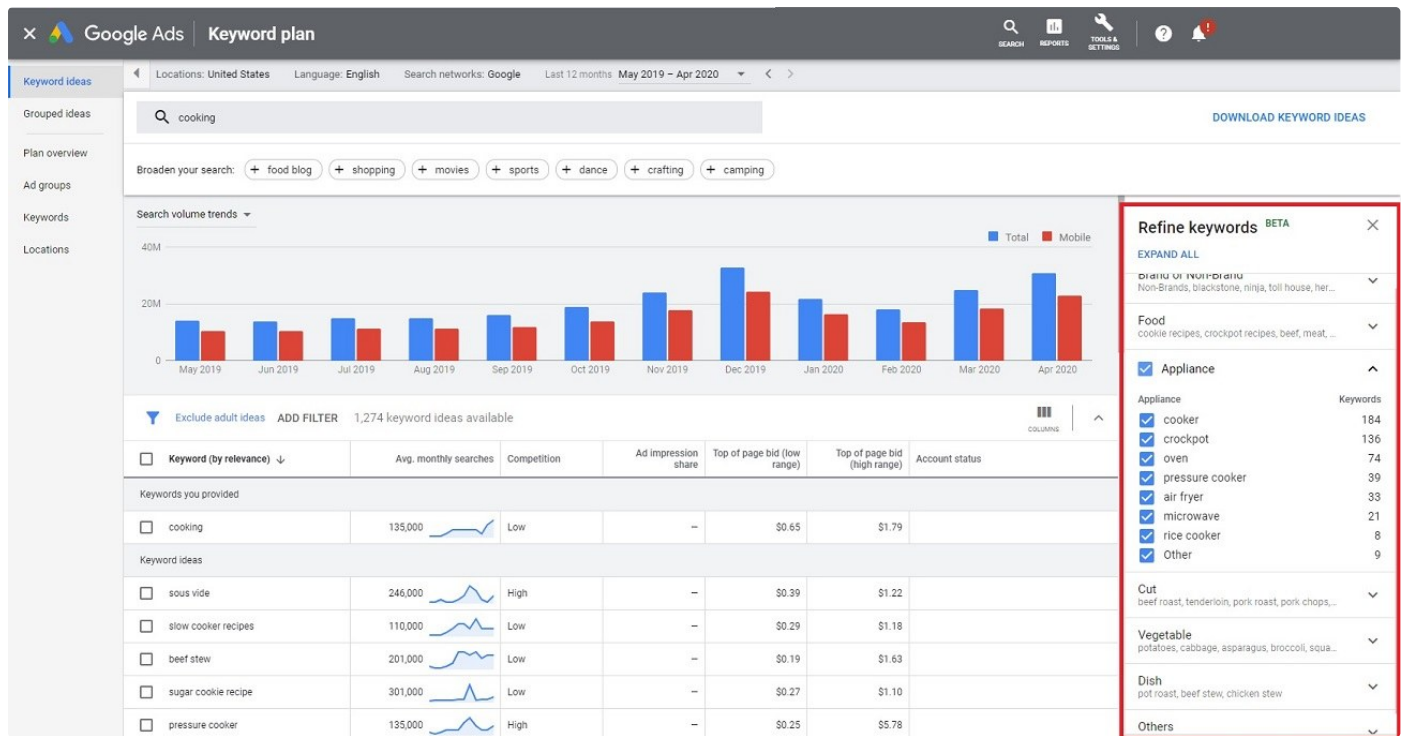 Google Ads Keyword plan
SEARCH
REPORTS
TOOLS & SETTINGS
Keyword ideas
Grouped ideas
Plan overview
Ad groups
Keywords
Locations
Locations: United States Language: English Search networks: Google Last 12 months May 2019 – Apr 2020
cooking
DOWNLOAD KEYWORD IDEAS
Broaden your search: + food blog + shopping + movies + sports + dance + crafting + camping
Search volume trends
Total Mobile
40M
20M
0
May 2019 Jun 2019 Jul 2019 Aug 2019 Sep 2019 Oct 2019 Nov 2019 Dec 2019 Jan 2020 Feb 2020 Mar 2020 Apr 2020
Exclude adult ideas ADD FILTER 1,274 keyword ideas available
COLUMNS
Keyword (by relevance) ↓ Avg. monthly searches Competition Ad impression share Top of page bid (low range) Top of page bid (high range) Account status
Keywords you provided
cooking 135,000 Low – $0.65 $1.79
Keyword ideas
sous vide 246,000 High – $0.39 $1.22
slow cooker recipes 110,000 Low – $0.29 $1.18
beef stew 201,000 Low – $0.19 $1.63
sugar cookie recipe 301,000 Low – $0.27 $1.10
pressure cooker 135,000 High – $0.25 $5.78
Refine keywords BETA
EXPAND ALL
Brand or Non-Brand
Non-Brands, blackstone, ninja, toll house, her...
Food
cookie recipes, crockpot recipes, beef, meat, ...
Appliance
Appliance Keywords
cooker 184
crockpot 136
oven 74
pressure cooker 39
air fryer 33
microwave 21
rice cooker 8
Other 9
Cut
beef roast, tenderloin, pork roast, pork chops,...
Vegetable
potatoes, cabbage, asparagus, broccoli, squa...
Dish
pot roast, beef stew, chicken stew
Others